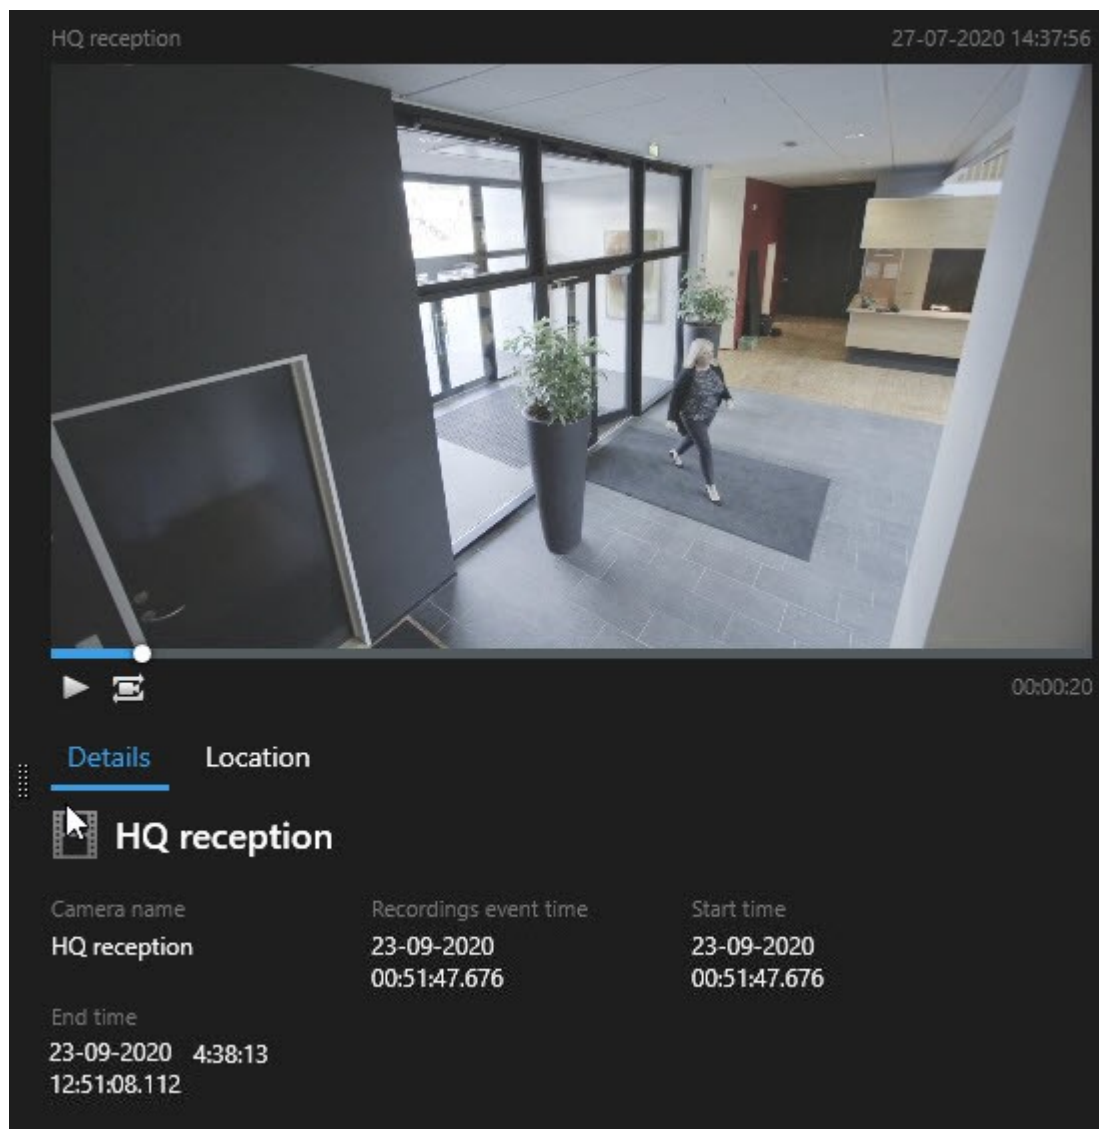 HQ reception 27-07-2020 14:37:56
00:00:20
Details Location
HQ reception
Camera name Recordings event time Start time
HQ reception 23-09-2020 23-09-2020
00:51:47.676 00:51:47.676
End time
23-09-2020 4:38:13
12:51:08.112